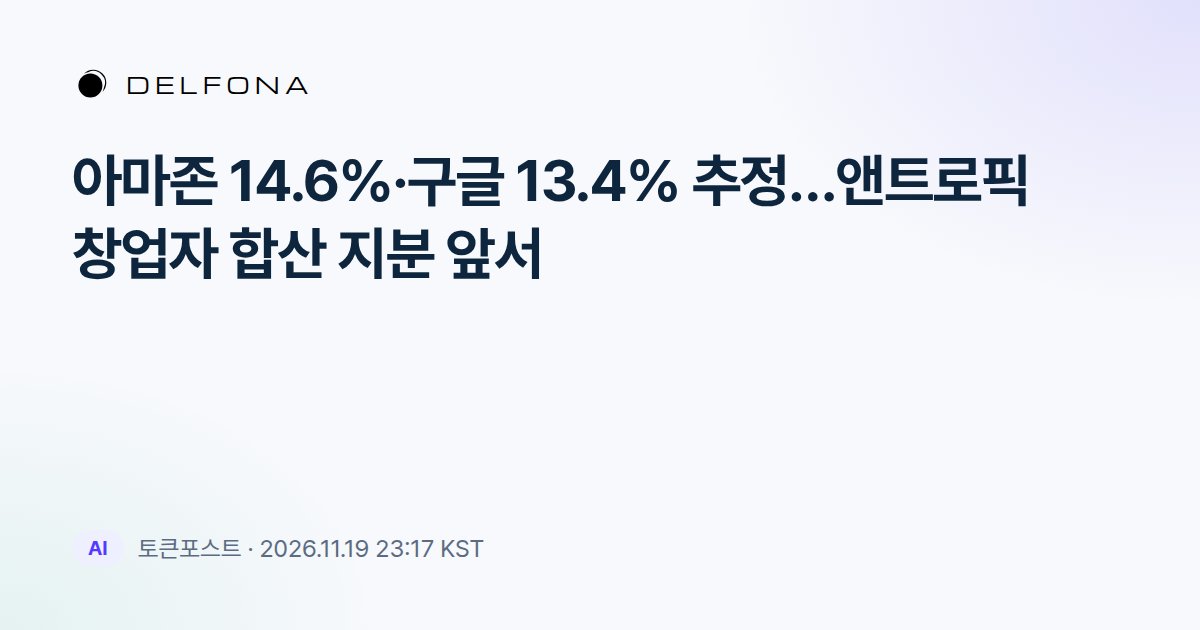 DELFONA
아마존 14.6%·구글 13.4% 추정...앤트로픽
창업자 합산 지분 앞서
AI 토큰포스트 · 2026.11.19 23:17 KST